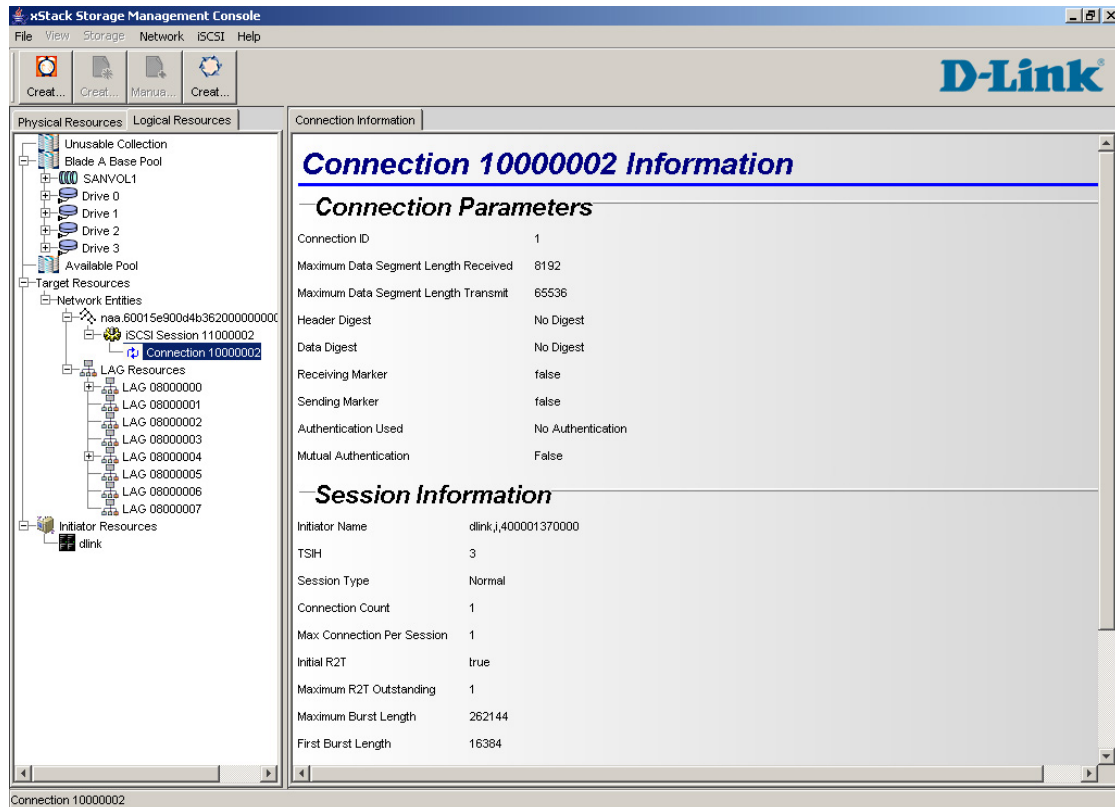 xStack Storage Management Console
File View Storage Network iSCSI Help
Creat... Creat... Manua... Creat...
D-Link
Physical Resources Logical Resources
Unusable Collection
Blade A Base Pool
SANVOL1
Drive 0
Drive 1
Drive 2
Drive 3
Available Pool
Target Resources
Network Entities
naa.60015e900d4b362000000000
iSCSI Session 11000002
Connection 10000002
LAG Resources
LAG 08000000
LAG 08000001
LAG 08000002
LAG 08000003
LAG 08000004
LAG 08000005
LAG 08000006
LAG 08000007
Initiator Resources
dlink
Connection Information
Connection 10000002 Information
Connection Parameters
Connection ID 1
Maximum Data Segment Length Received 8192
Maximum Data Segment Length Transmit 65536
Header Digest No Digest
Data Digest No Digest
Receiving Marker false
Sending Marker false
Authentication Used No Authentication
Mutual Authentication False
Session Information
Initiator Name dlink,i,400001370000
TSIH 3
Session Type Normal
Connection Count 1
Max Connection Per Session 1
Initial R2T true
Maximum R2T Outstanding 1
Maximum Burst Length 262144
First Burst Length 16384
Connection 10000002